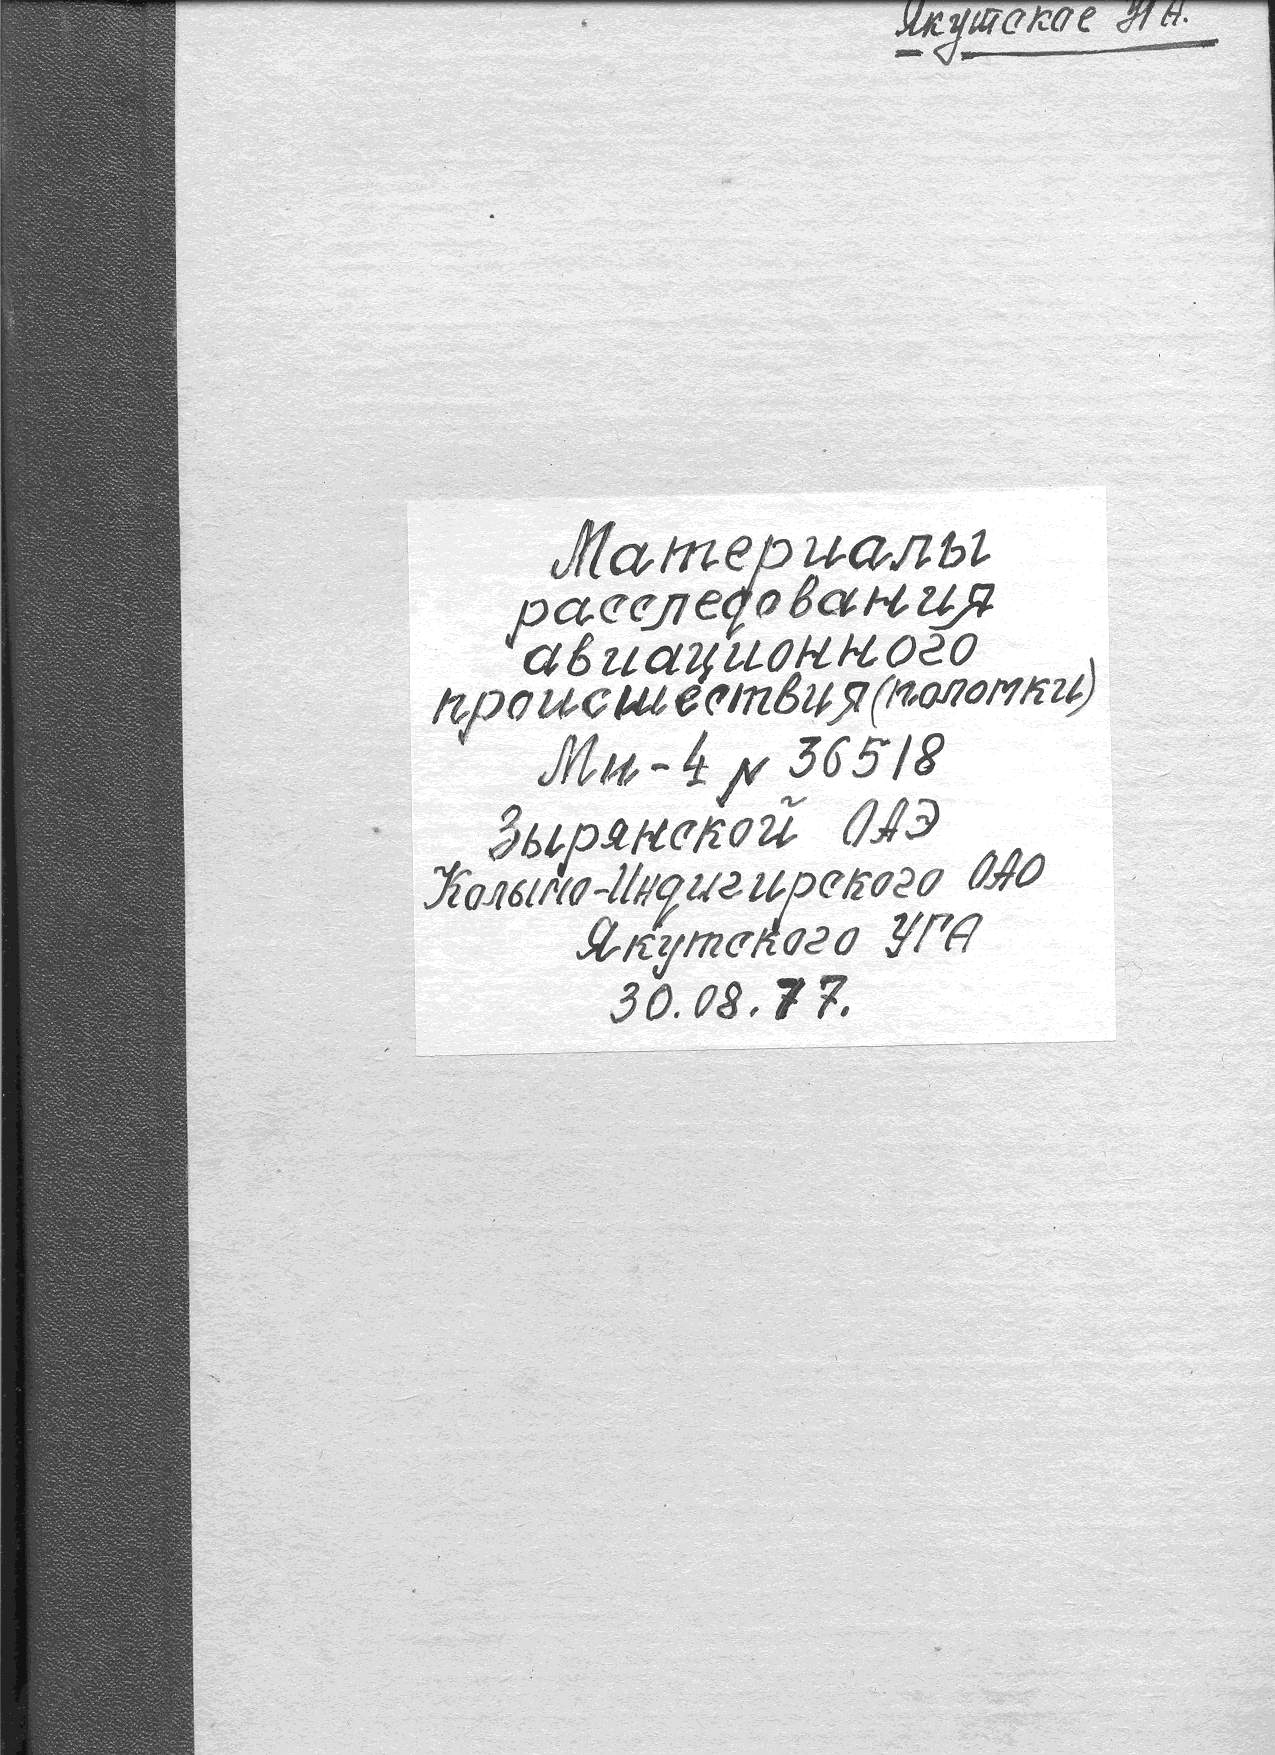 Якутское УГА.
Материалы
расследования
авиационного
происшествия (поломки)
Ми-4 № 36518
Зырянской ОАЭ
Колымо-Индигирского ОАО
Якутского УГА
30.08.77.